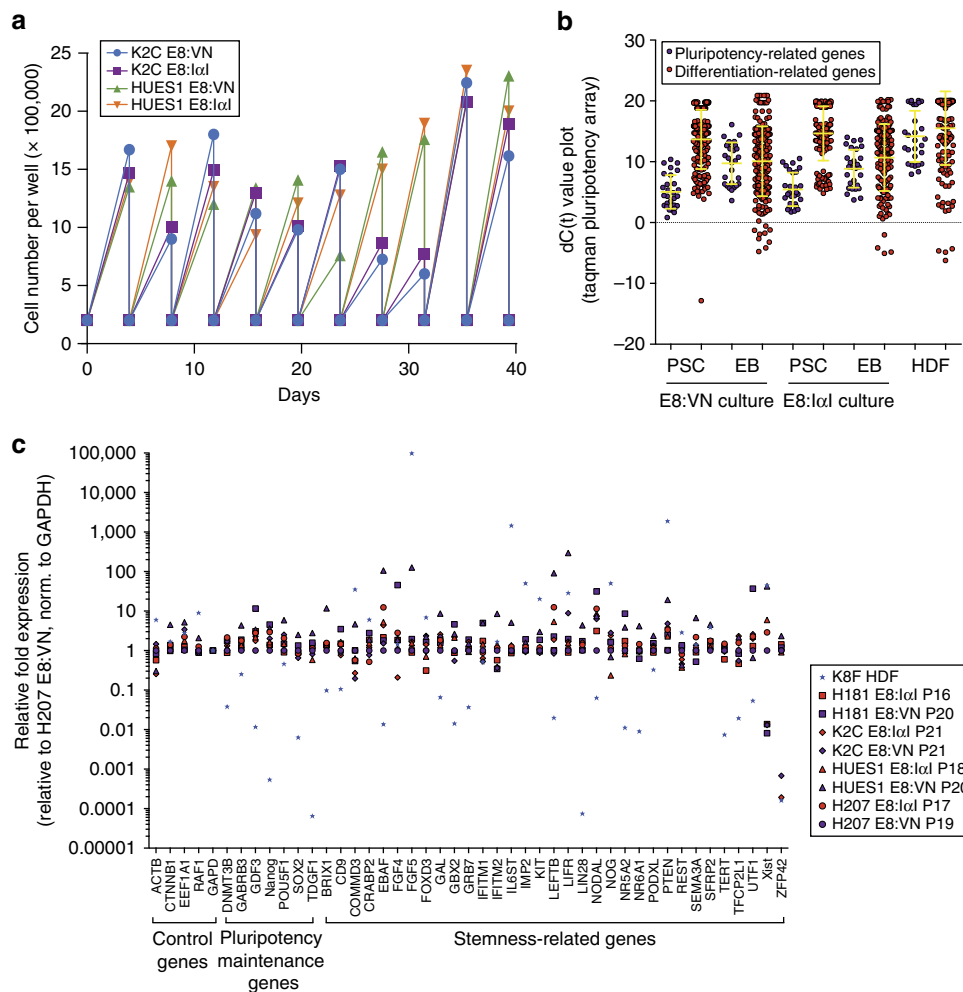 a
Cell number per well (× 100,000)
25
20
15
10
5
0
K2C E8:VN
K2C E8:IαI
HUES1 E8:VN
HUES1 E8:IαI
0 10 20 30 40
Days
b
dC(t) value plot
(taqman pluripotency array)
30
20
10
0
−10
−20
Pluripotency-related genes
Differentiation-related genes
PSC EB PSC EB HDF
E8:VN culture E8:IαI culture
c
Relative fold expression
(relative to H207 E8:VN, norm. to GAPDH)
100,000
10,000
1,000
100
10
1
0.1
0.01
0.001
0.0001
0.00001
ACTB
CTNNB1
EEF1A1
RAF1
GAPD
DNMT3B
GABRB3
GDF3
Nanog
POU5F1
SOX2
TDGF1
BRIX1
CD9
COMMD3
CRABP2
EBAF
FGF4
FGF5
FOXD3
GAL
GBX2
GRB7
IFITM1
IFITM2
IL6ST
IMP2
KIT
LEFTB
LIFR
LIN28
NODAL
NOG
NR5A2
NR6A1
PODXL
PTEN
REST
SEMA3A
SFRP2
TERT
TFCP2L1
UTF1
Xist
ZFP42
Control
genes
Pluripotency
maintenance
genes
Stemness-related genes
K8F HDF
H181 E8:IαI P16
H181 E8:VN P20
K2C E8:IαI P21
K2C E8:VN P21
HUES1 E8:IαI P18
HUES1 E8:VN P20
H207 E8:IαI P17
H207 E8:VN P19